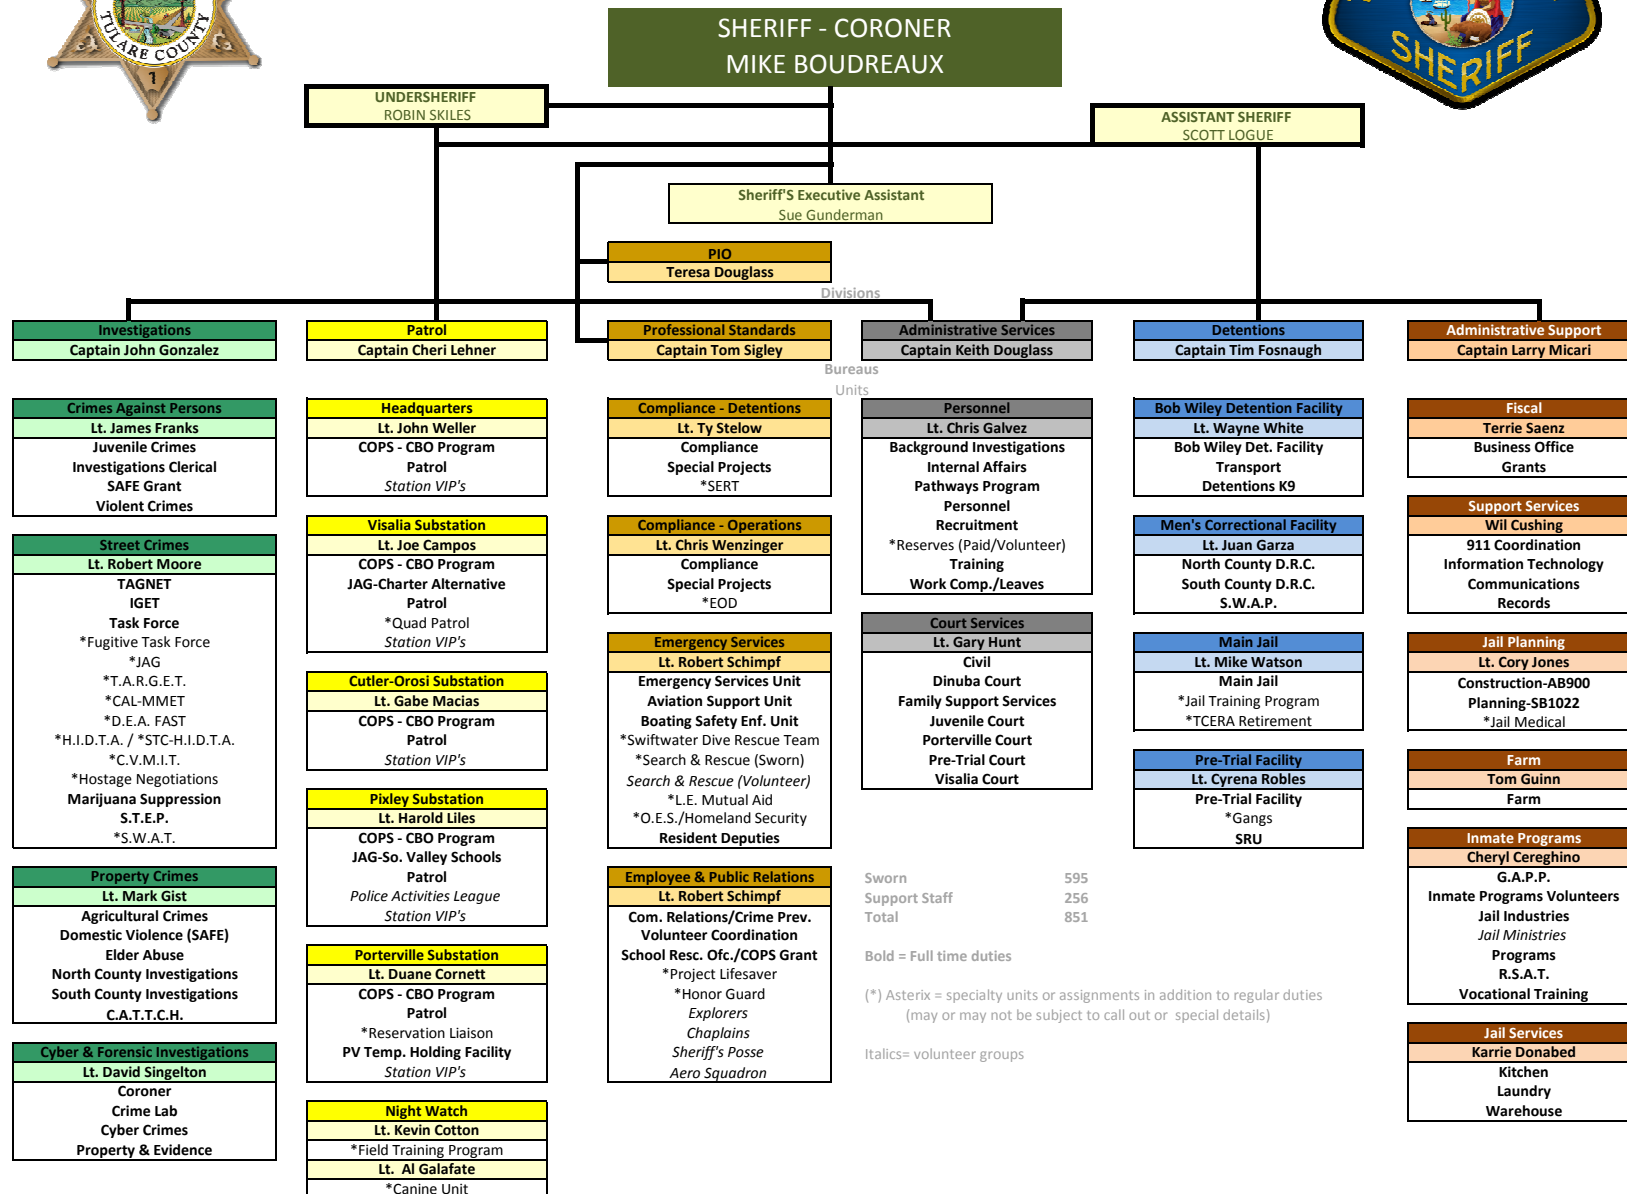 TULARE COUNTY
1
SHERIFF
SHERIFF - CORONER
MIKE BOUDREAUX
UNDERSHERIFF
ROBIN SKILES
ASSISTANT SHERIFF
SCOTT LOGUE
Sheriff'S Executive Assistant
Sue Gunderman
PIO
Teresa Douglass
Divisions
Investigations
Captain John Gonzalez
Patrol
Captain Cheri Lehner
Professional Standards
Captain Tom Sigley
Administrative Services
Captain Keith Douglass
Detentions
Captain Tim Fosnaugh
Administrative Support
Captain Larry Micari
Bureaus
Units
Crimes Against Persons
Lt. James Franks
Juvenile Crimes
Investigations Clerical
SAFE Grant
Violent Crimes
Street Crimes
Lt. Robert Moore
TAGNET
IGET
Task Force
*Fugitive Task Force
*JAG
*T.A.R.G.E.T.
*CAL-MMET
*D.E.A. FAST
*H.I.D.T.A. / *STC-H.I.D.T.A.
*C.V.M.I.T.
*Hostage Negotiations
Marijuana Suppression
S.T.E.P.
*S.W.A.T.
Property Crimes
Lt. Mark Gist
Agricultural Crimes
Domestic Violence (SAFE)
Elder Abuse
North County Investigations
South County Investigations
C.A.T.T.C.H.
Cyber & Forensic Investigations
Lt. David Singelton
Coroner
Crime Lab
Cyber Crimes
Property & Evidence
Headquarters
Lt. John Weller
COPS - CBO Program
Patrol
Station VIP's
Visalia Substation
Lt. Joe Campos
COPS - CBO Program
JAG-Charter Alternative
Patrol
*Quad Patrol
Station VIP's
Cutler-Orosi Substation
Lt. Gabe Macias
COPS - CBO Program
Patrol
Station VIP's
Pixley Substation
Lt. Harold Liles
COPS - CBO Program
JAG-So. Valley Schools
Patrol
Police Activities League
Station VIP's
Porterville Substation
Lt. Duane Cornett
COPS - CBO Program
Patrol
*Reservation Liaison
PV Temp. Holding Facility
Station VIP's
Night Watch
Lt. Kevin Cotton
*Field Training Program
Lt. Al Galafate
*Canine Unit
Compliance - Detentions
Lt. Ty Stelow
Compliance
Special Projects
*SERT
Compliance - Operations
Lt. Chris Wenzinger
Compliance
Special Projects
*EOD
Emergency Services
Lt. Robert Schimpf
Emergency Services Unit
Aviation Support Unit
Boating Safety Enf. Unit
*Swiftwater Dive Rescue Team
*Search & Rescue (Sworn)
Search & Rescue (Volunteer)
*L.E. Mutual Aid
*O.E.S./Homeland Security
Resident Deputies
Employee & Public Relations
Lt. Robert Schimpf
Com. Relations/Crime Prev.
Volunteer Coordination
School Resc. Ofc./COPS Grant
*Project Lifesaver
*Honor Guard
Explorers
Chaplains
Sheriff's Posse
Aero Squadron
Personnel
Lt. Chris Galvez
Background Investigations
Internal Affairs
Pathways Program
Personnel
Recruitment
*Reserves (Paid/Volunteer)
Training
Work Comp./Leaves
Court Services
Lt. Gary Hunt
Civil
Dinuba Court
Family Support Services
Juvenile Court
Porterville Court
Pre-Trial Court
Visalia Court
Sworn 595
Support Staff 256
Total 851
Bold = Full time duties
(*) Asterix = specialty units or assignments in addition to regular duties
(may or may not be subject to call out or special details)
Italics= volunteer groups
Bob Wiley Detention Facility
Lt. Wayne White
Bob Wiley Det. Facility
Transport
Detentions K9
Men's Correctional Facility
Lt. Juan Garza
North County D.R.C.
South County D.R.C.
S.W.A.P.
Main Jail
Lt. Mike Watson
Main Jail
*Jail Training Program
*TCERA Retirement
Pre-Trial Facility
Lt. Cyrena Robles
Pre-Trial Facility
*Gangs
SRU
Fiscal
Terrie Saenz
Business Office
Grants
Support Services
Wil Cushing
911 Coordination
Information Technology
Communications
Records
Jail Planning
Lt. Cory Jones
Construction-AB900
Planning-SB1022
*Jail Medical
Farm
Tom Guinn
Farm
Inmate Programs
Cheryl Cereghino
G.A.P.P.
Inmate Programs Volunteers
Jail Industries
Jail Ministries
Programs
R.S.A.T.
Vocational Training
Jail Services
Karrie Donabed
Kitchen
Laundry
Warehouse